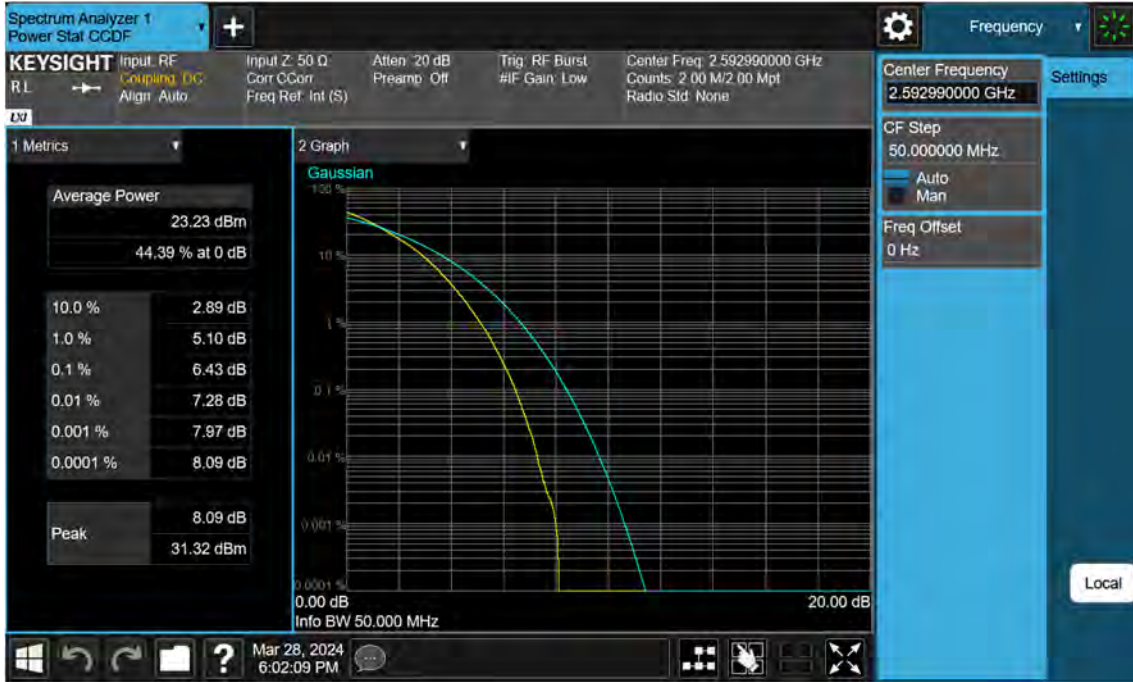 Spectrum Analyzer 1
Power Stat CCDF
+
Frequency
KEYSIGHT
R L
LXI
Input: RF
Coupling: DC
Align: Auto
Input Z: 50 Ω
Corr CCorr
Freq Ref: Int (S)
Atten: 20 dB
Preamp: Off
Trig: RF Burst
#IF Gain: Low
Center Freq: 2.592990000 GHz
Counts: 2.00 M/2.00 Mpt
Radio Std: None
Center Frequency
2.592990000 GHz
Settings
CF Step
50.000000 MHz
Auto
Man
Freq Offset
0 Hz
1 Metrics
Average Power
23.23 dBm
44.39 % at 0 dB
10.0 % 2.89 dB
1.0 % 5.10 dB
0.1 % 6.43 dB
0.01 % 7.28 dB
0.001 % 7.97 dB
0.0001 % 8.09 dB
Peak
8.09 dB
31.32 dBm
2 Graph
Gaussian
100 %
10 %
1 %
0.1 %
0.01 %
0.001 %
0.0001 %
0.00 dB 20.00 dB
Info BW 50.000 MHz
Local
?
Mar 28, 2024
6:02:09 PM